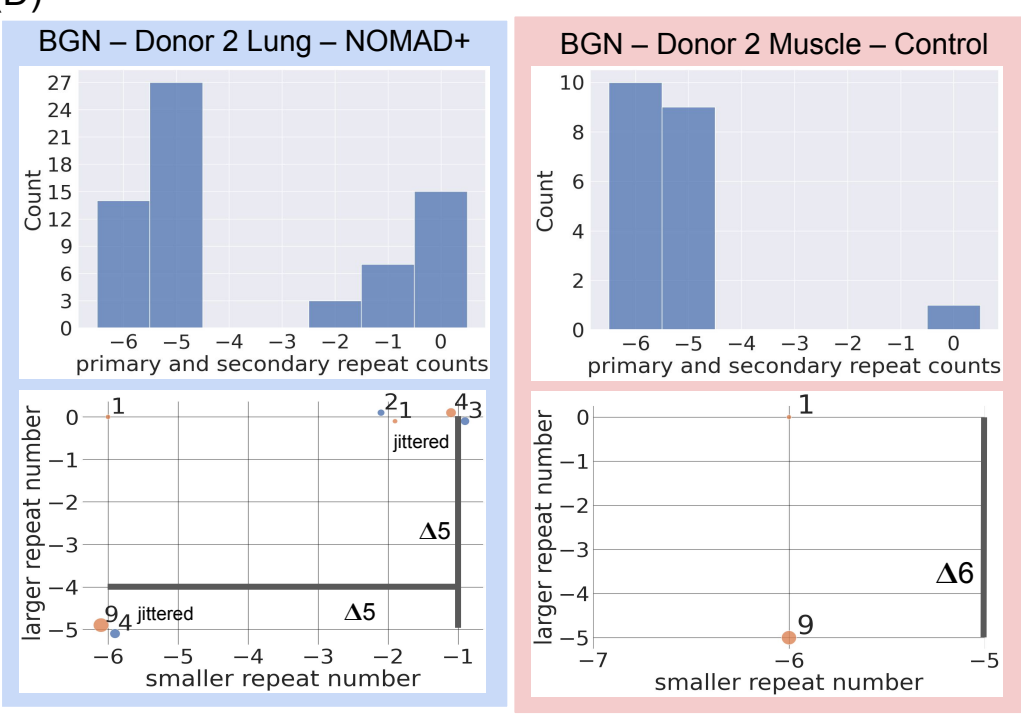 (D)
BGN – Donor 2 Lung – NOMAD+
27
24
21
18
15
12
9
6
3
0
Count
−6 −5 −4 −3 −2 −1 0
primary and secondary repeat counts
1 2 1 4 3
jittered
0
−1
−2
−3
−4
−5
larger repeat number
Δ5
Δ5
9 4 jittered
−6 −5 −4 −3 −2 −1
smaller repeat number
BGN – Donor 2 Muscle – Control
10
8
6
4
2
0
Count
−6 −5 −4 −3 −2 −1 0
primary and secondary repeat counts
1
0
−1
−2
−3
−4
−5
larger repeat number
Δ6
9
−7 −6 −5
smaller repeat number